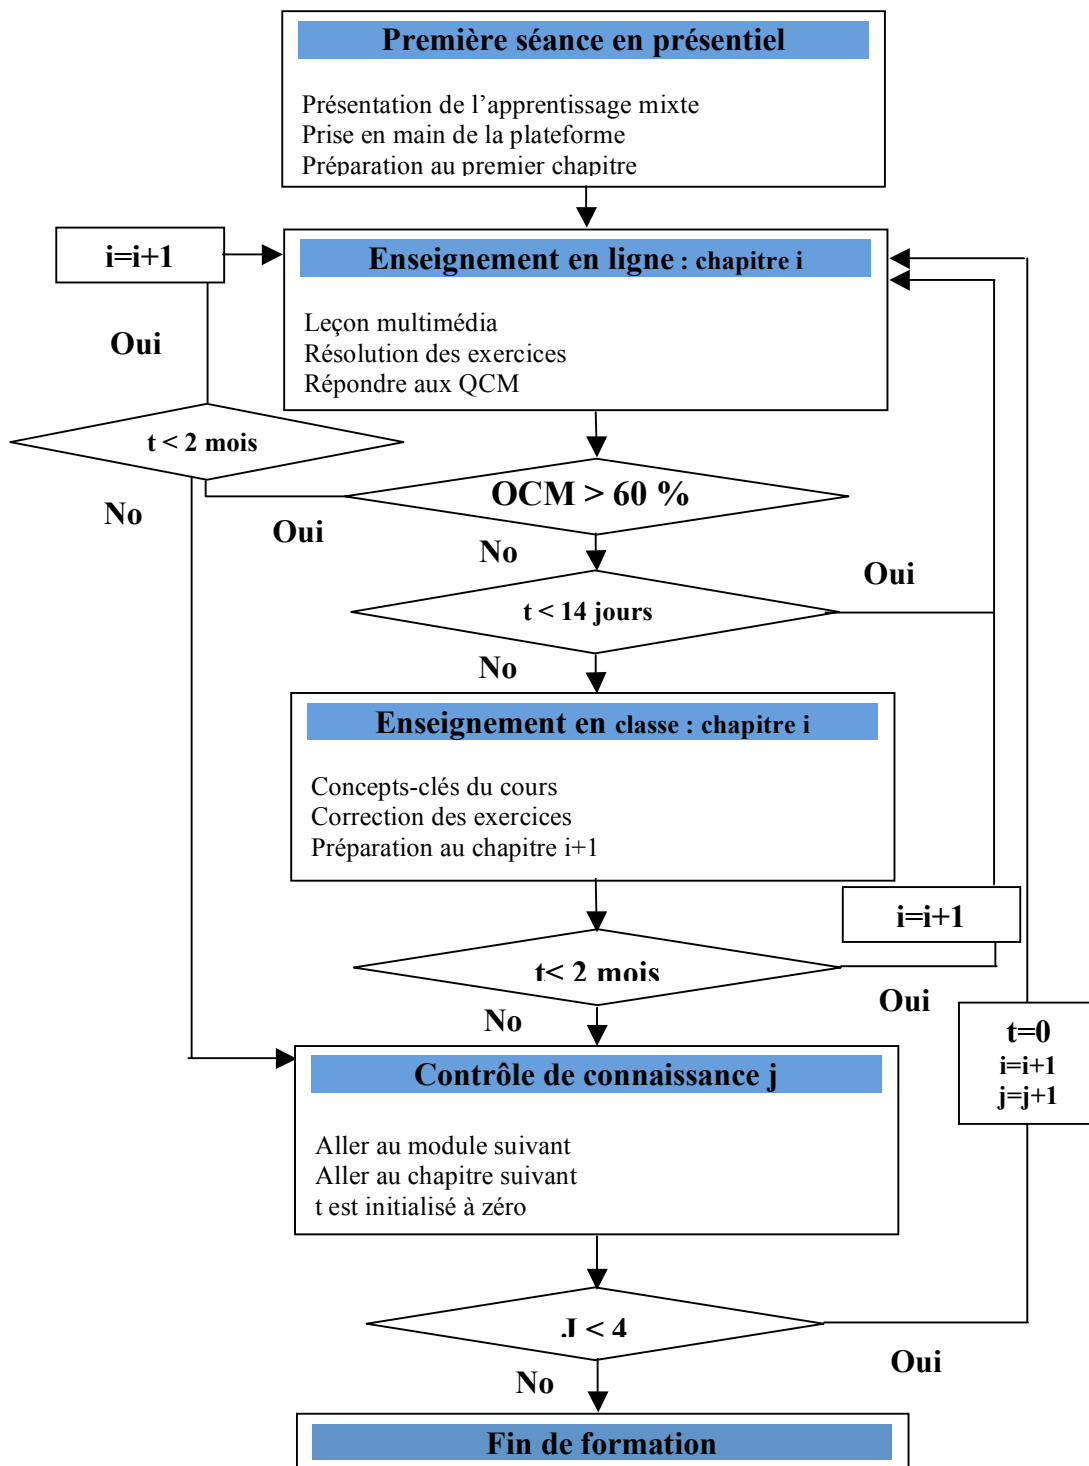 Première séance en présentiel
Présentation de l'apprentissage mixte
Prise en main de la plateforme
Préparation au premier chapitre
i=i+1
Enseignement en ligne : chapitre i
Leçon multimédia
Résolution des exercices
Répondre aux QCM
Oui
t < 2 mois
No
Oui
QCM > 60 %
No
Oui
t < 14 jours
No
Enseignement en classe : chapitre i
Concepts-clés du cours
Correction des exercices
Préparation au chapitre i+1
i=i+1
t< 2 mois
Oui
No
t=0
i=i+1
j=j+1
Contrôle de connaissance j
Aller au module suivant
Aller au chapitre suivant
t est initialisé à zéro
J < 4
Oui
No
Fin de formation